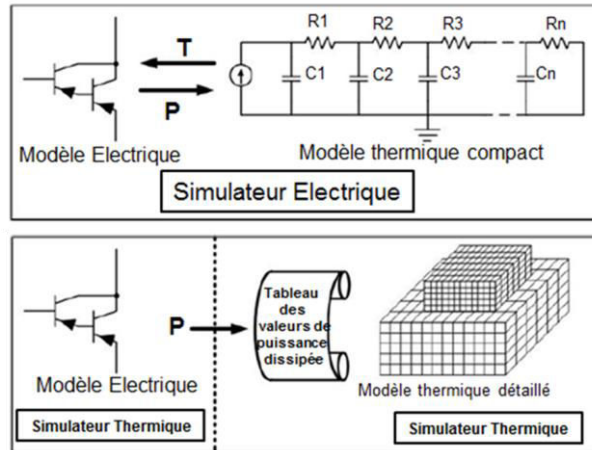 R1 R2 R3 Rn
T
C1 C2 C3 Cn
P
Modèle Electrique
Modèle thermique compact
Simulateur Electrique
P
Tableau
des
valeurs de
puissance
dissipée
Modèle Electrique
Modèle thermique détaillé
Simulateur Thermique
Simulateur Thermique